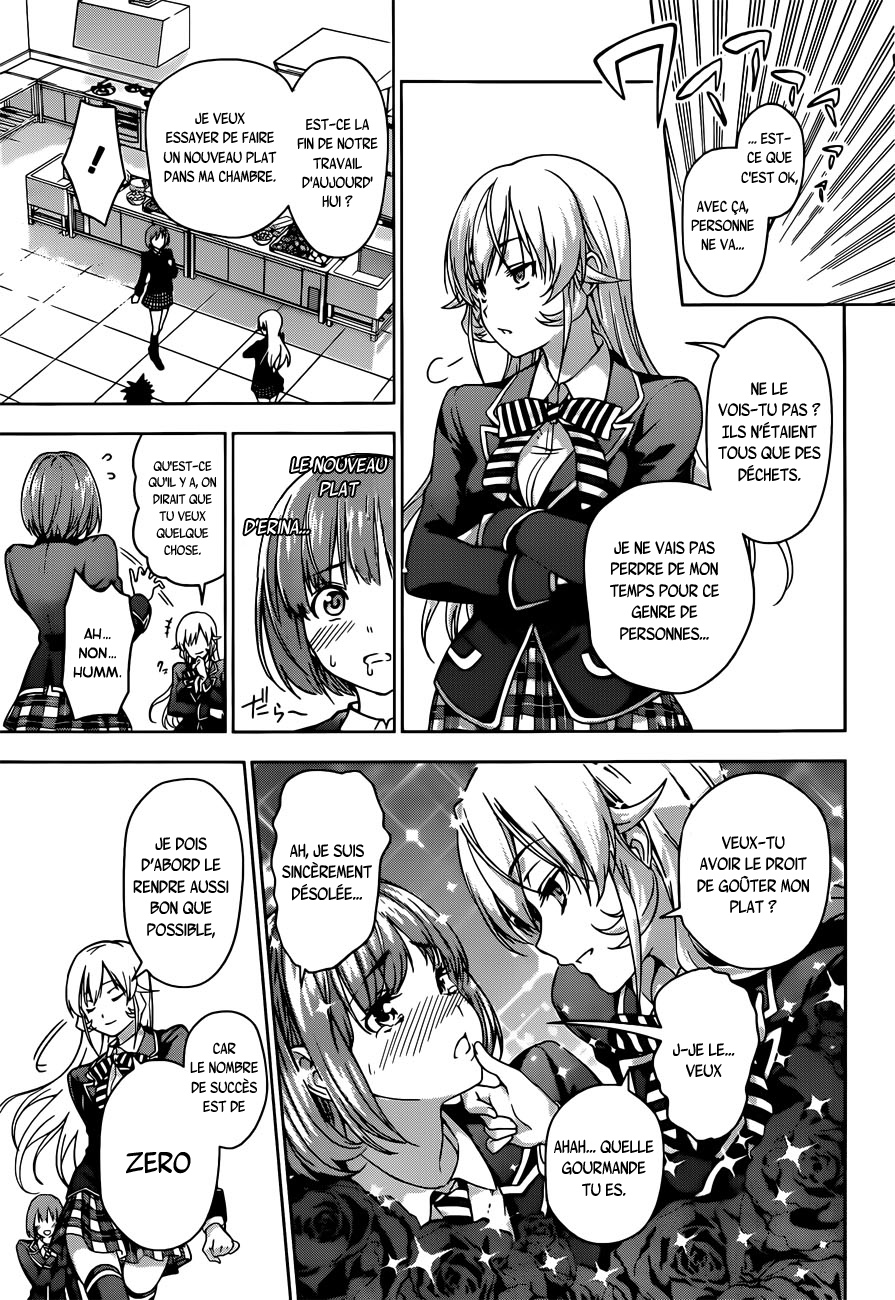 ... EST-
CE QUE
C'EST OK,
AVEC ÇA,
PERSONNE
NE VA...
NE LE
VOIS-TU PAS ?
ILS N'ÉTAIENT
TOUS QUE DES
DÉCHETS.
JE NE VAIS PAS
PERDRE DE MON
TEMPS POUR CE
GENRE DE
PERSONNES...
EST-CE LA
FIN DE NOTRE
TRAVAIL
D'AUJOURD'
HUI ?
JE VEUX
ESSAYER DE FAIRE
UN NOUVEAU PLAT
DANS MA CHAMBRE.
!
LE NOUVEAU
PLAT
D'ERINA...
だら〜
QU'EST-CE
QU'IL Y A, ON
DIRAIT QUE
TU VEUX
QUELQUE
CHOSE.
AH...
NON...
HUMM.
VEUX-TU
AVOIR LE DROIT
DE GOÛTER MON
PLAT ?
J-JE LE...
VEUX
AHAH... QUELLE
GOURMANDE
TU ES.
AH, JE SUIS
SINCÈREMENT
DÉSOLÉE...
JE DOIS
D'ABORD LE
RENDRE AUSSI
BON QUE
POSSIBLE,
CAR
LE NOMBRE
DE SUCCÈS
EST DE
ZERO